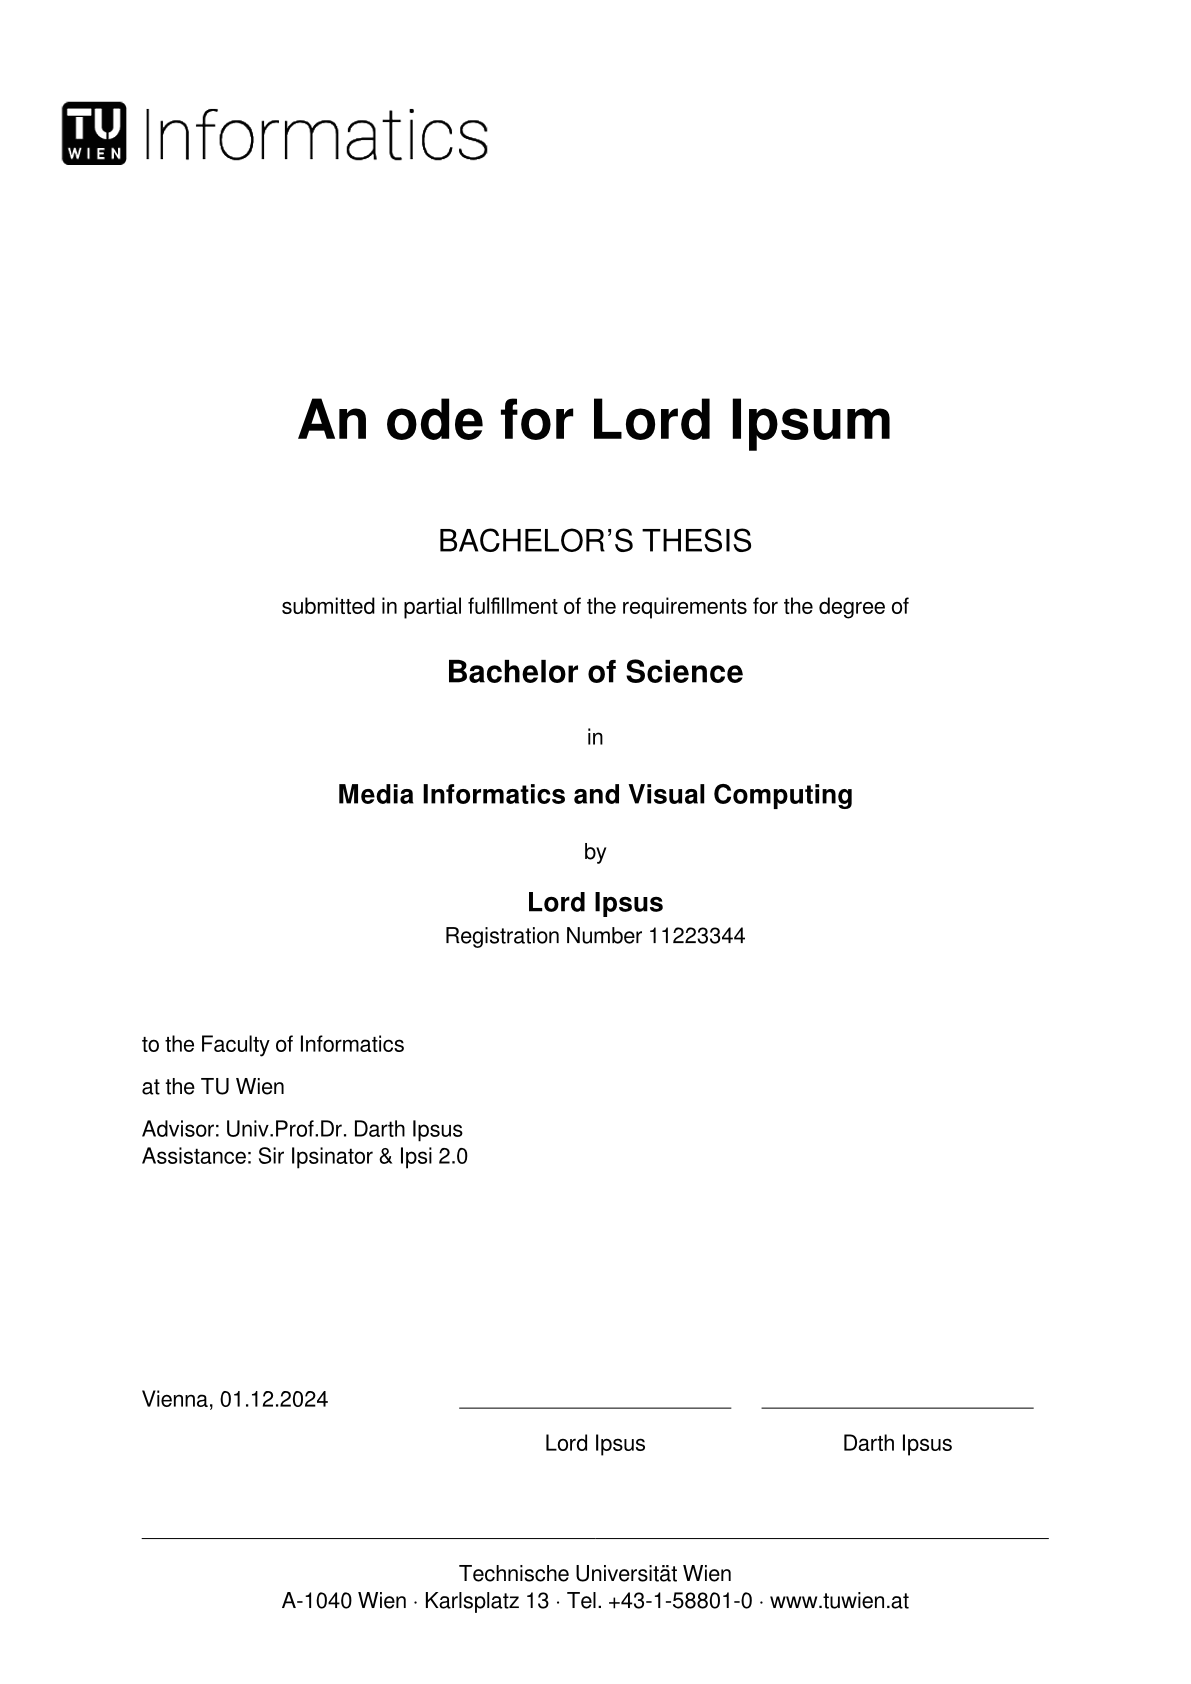 TU
WIEN
Informatics
An ode for Lord Ipsum
BACHELOR’S THESIS
submitted in partial fulfillment of the requirements for the degree of
Bachelor of Science
in
Media Informatics and Visual Computing
by
Lord Ipsus
Registration Number 11223344
to the Faculty of Informatics
at the TU Wien
Advisor: Univ.Prof.Dr. Darth Ipsus
Assistance: Sir Ipsinator & Ipsi 2.0
Vienna, 01.12.2024
Lord Ipsus
Darth Ipsus
Technische Universität Wien
A-1040 Wien · Karlsplatz 13 · Tel. +43-1-58801-0 · www.tuwien.at